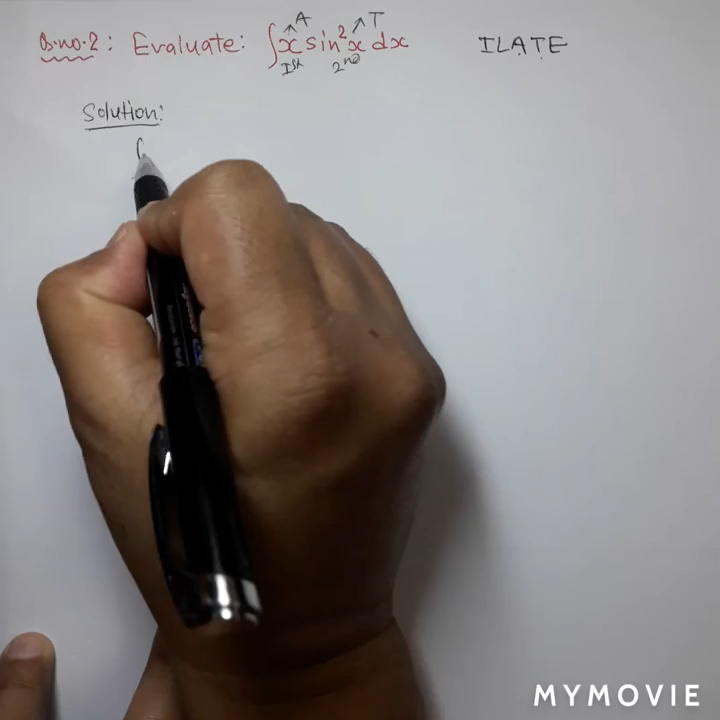 Q.no.2: Evaluate: ∫x sin²x dx ILATE
A T
Ist 2nd
Solution:
∫
MYMOVIE